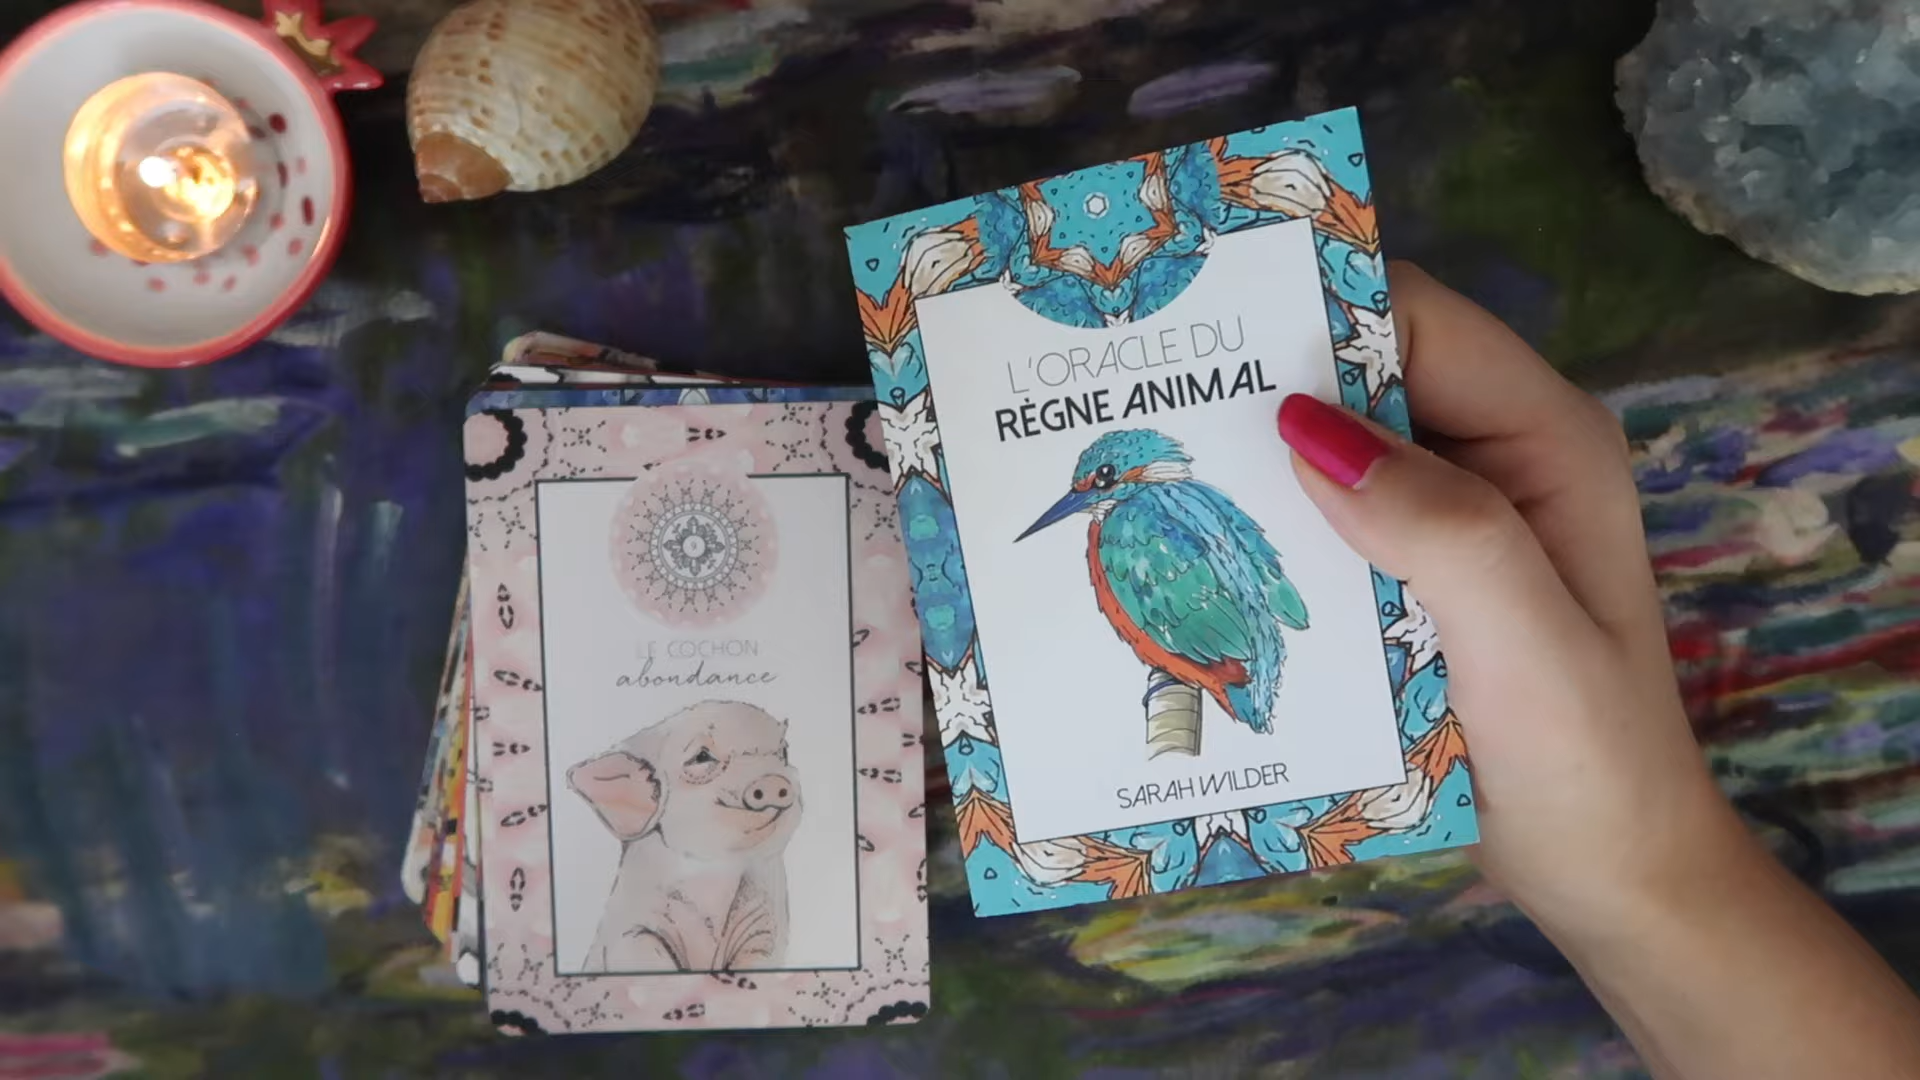 L'ORACLE DU
RÈGNE ANIMAL
SARAH WILDER
LE COCHON
abondance